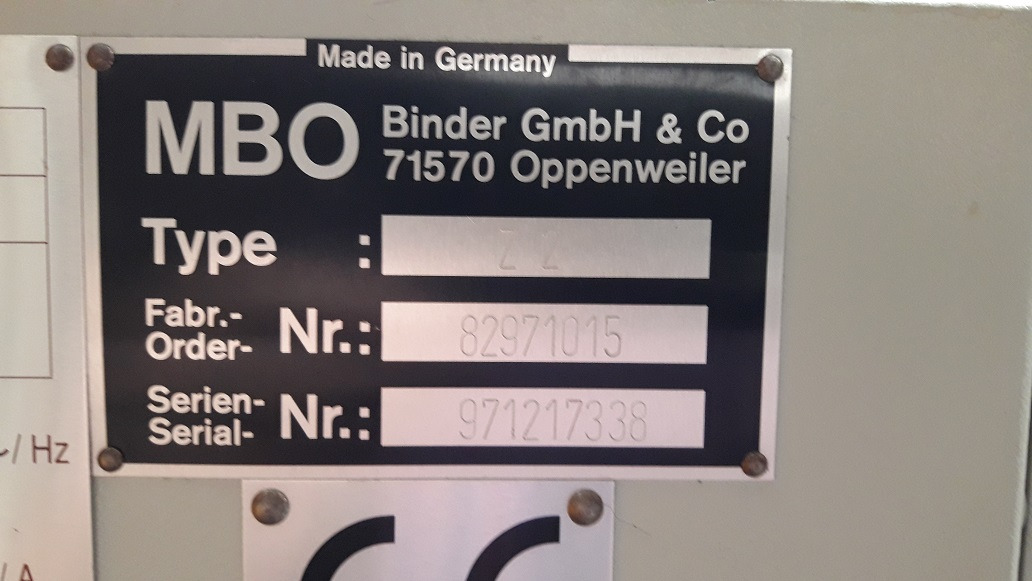 Made in Germany
MBO
Binder GmbH & Co
71570 Oppenweiler
Type :
Fabr.-
Order- Nr.: 82971015
Serien-
Serial- Nr.: 971217338
/ Hz
/ A
CE